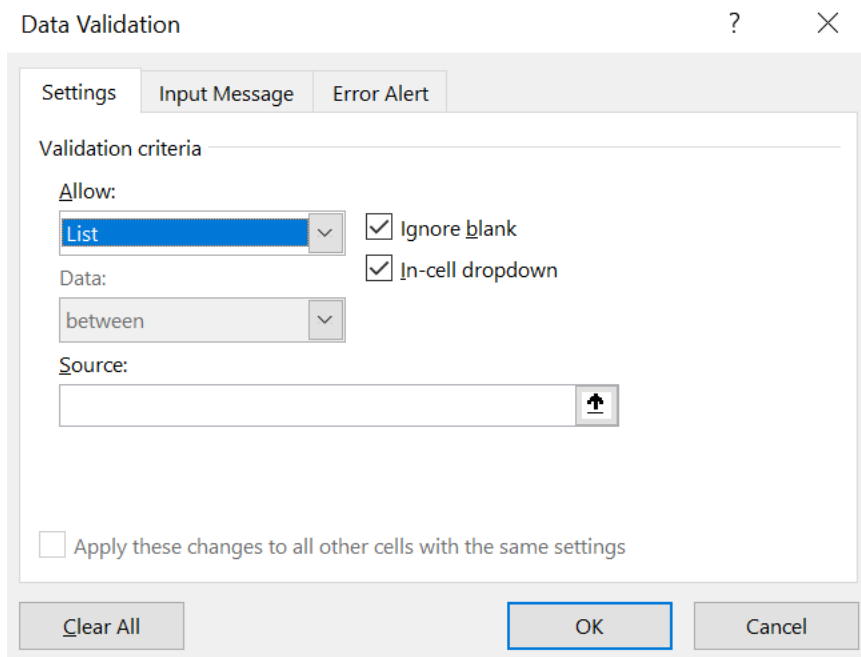 Data Validation ?
Settings Input Message Error Alert
Validation criteria
Allow:
List
Ignore blank
In-cell dropdown
Data:
between
Source:
Apply these changes to all other cells with the same settings
Clear All OK Cancel